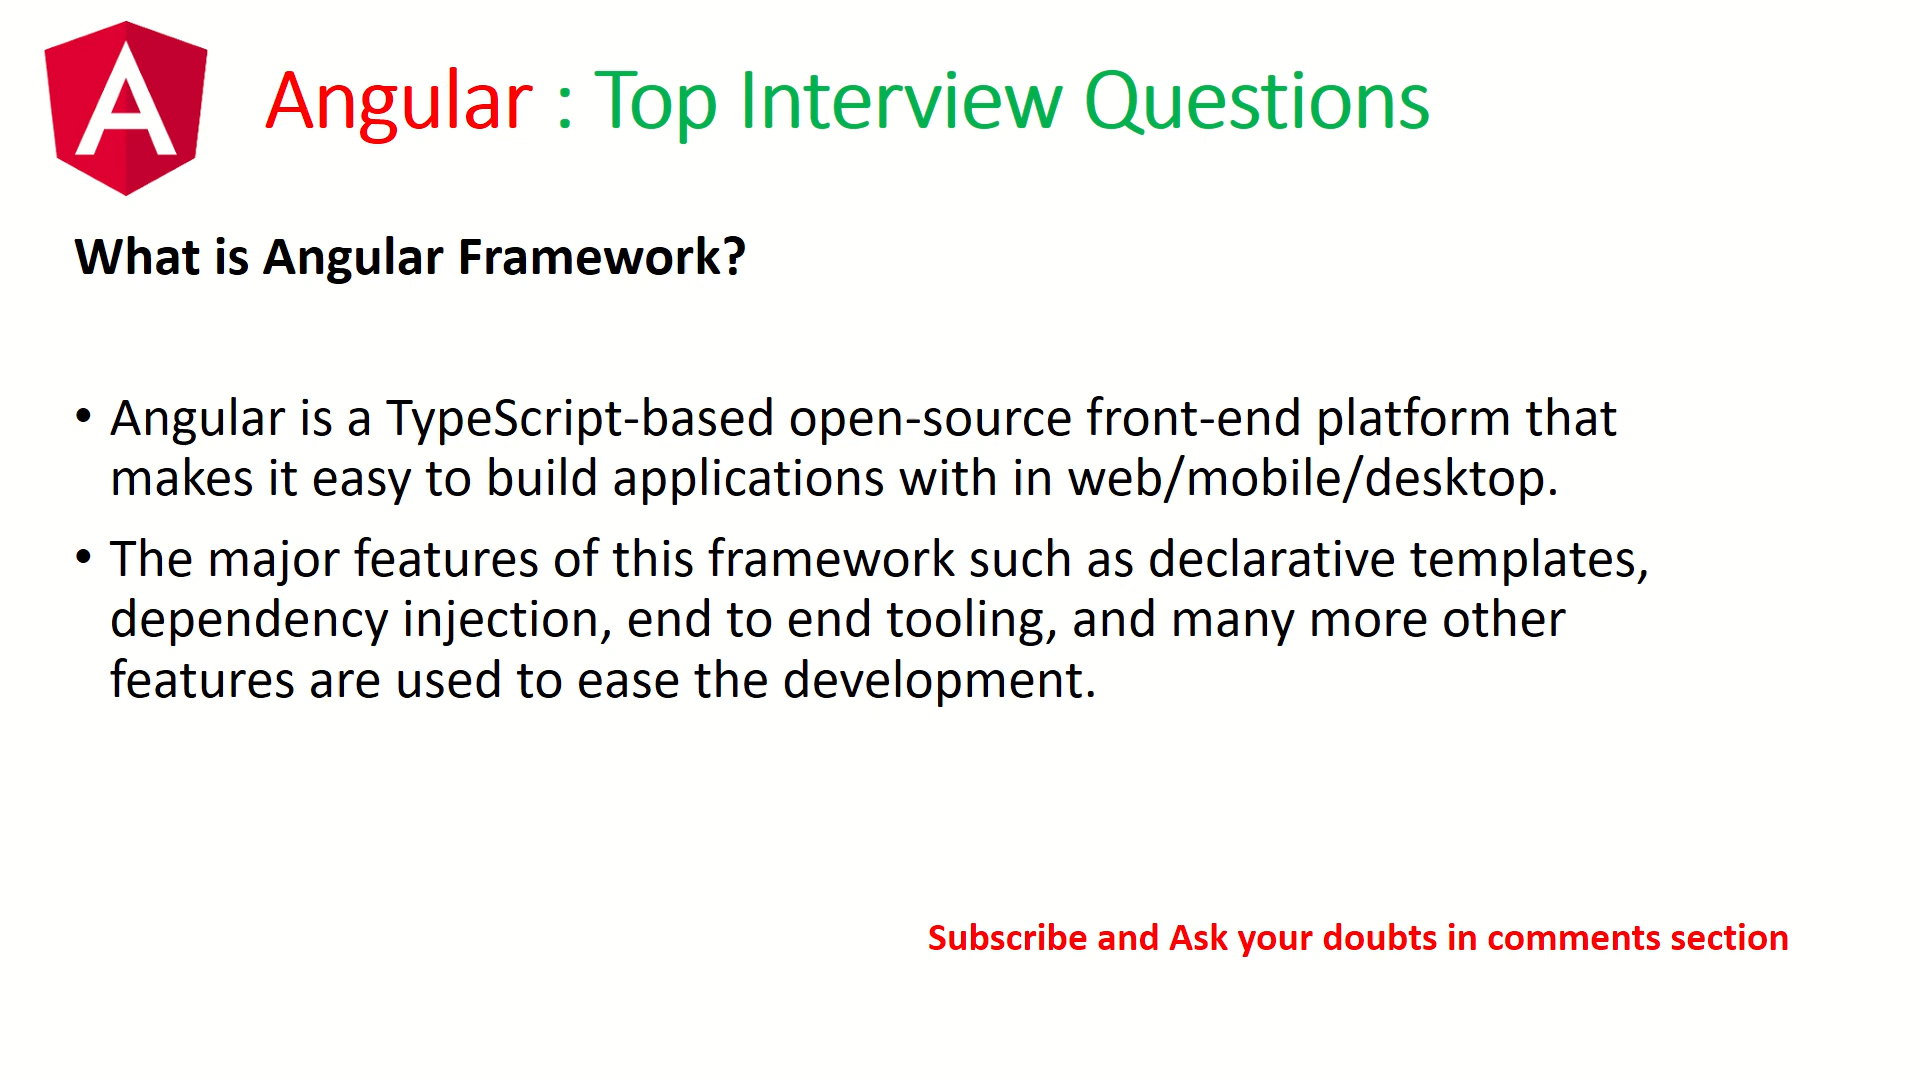 Angular : Top Interview Questions
What is Angular Framework?
• Angular is a TypeScript-based open-source front-end platform that
makes it easy to build applications with in web/mobile/desktop.
• The major features of this framework such as declarative templates,
dependency injection, end to end tooling, and many more other
features are used to ease the development.
Subscribe and Ask your doubts in comments section